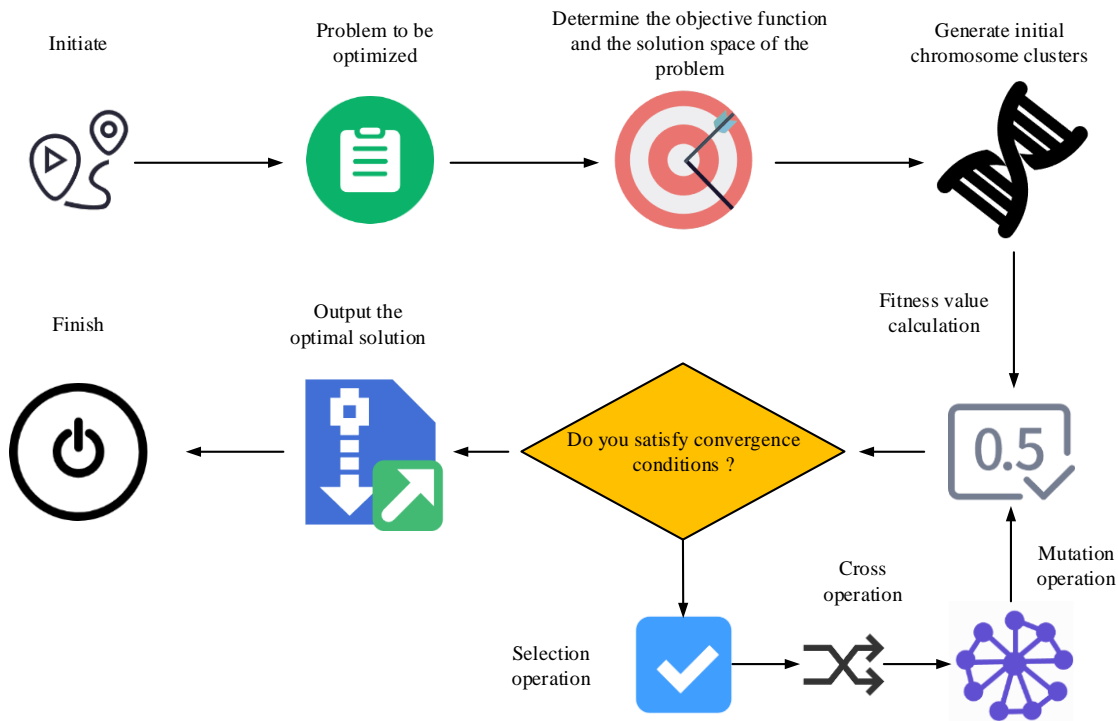 Initiate
Problem to be
optimized
Determine the objective function
and the solution space of the
problem
Generate initial
chromosome clusters
Fitness value
calculation
Finish
Output the
optimal solution
Do you satisfy convergence
conditions ?
0.5
Mutation
operation
Cross
operation
Selection
operation